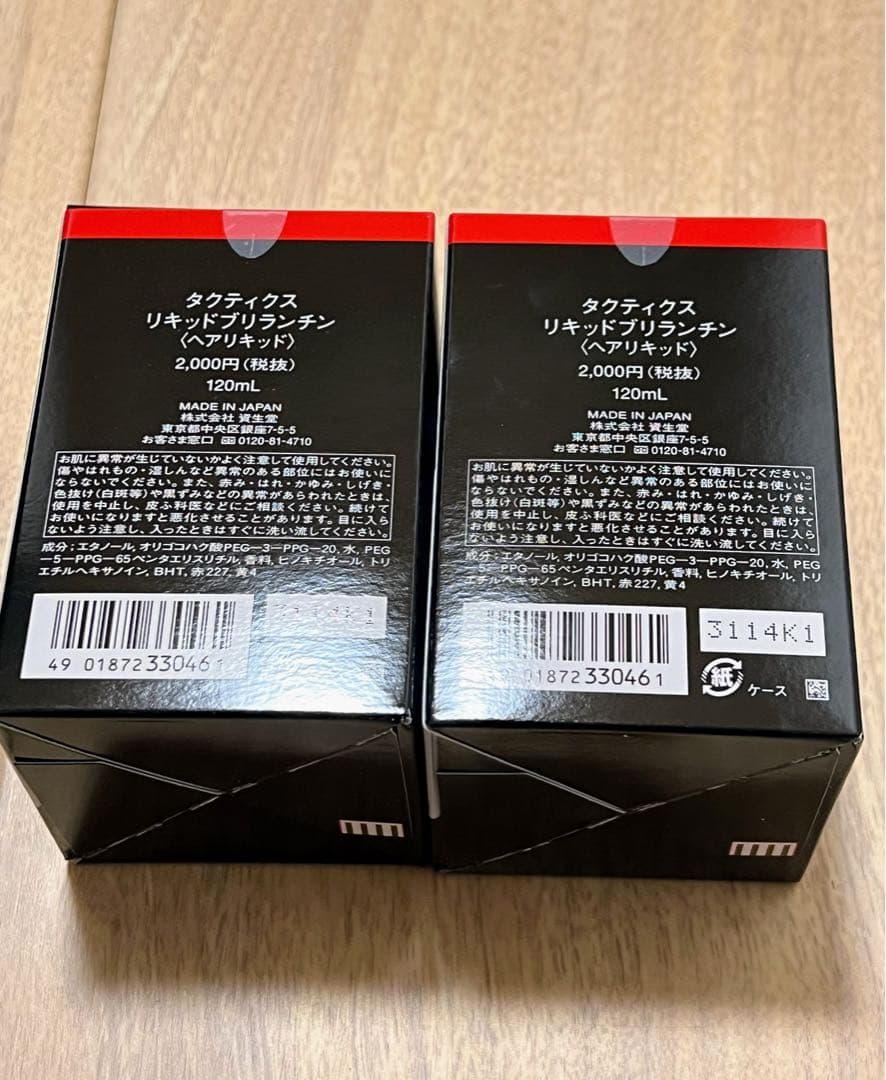 タクティクス
リキッドブリランチン
〈ヘアリキッド〉
2,000円（税抜）
120mL
MADE IN JAPAN
株式会社 資生堂
東京都中央区銀座7-5-5
お客さま窓口 0120-81-4710
お肌に異常が生じていないかよく注意して使用してください。
傷やはれもの・湿しんなど異常のある部位にはお使いに
ならないでください。また、赤み・はれ・かゆみ・しげき・
色抜け(白斑等)や黒ずみなどの異常があらわれたときは、
使用を中止し、皮ふ科医などにご相談ください。続けて
お使いになりますと悪化させることがあります。目に入ら
ないよう注意し、入ったときはすぐに洗い流してください。
成分：エタノール, オリゴコハク酸PEG－3－PPG－20, 水, PEG
－5－PPG－65ペンタエリスリチル, 香料, ヒノキチオール, トリ
エチルヘキサノイン, BHT, 赤227, 黄4
3114K1
49 01872 330461
タクティクス
リキッドブリランチン
〈ヘアリキッド〉
2,000円（税抜）
120mL
MADE IN JAPAN
株式会社 資生堂
東京都中央区銀座7-5-5
お客さま窓口 0120-81-4710
お肌に異常が生じていないかよく注意して使用してください。
傷やはれもの・湿しんなど異常のある部位にはお使いに
ならないでください。また、赤み・はれ・かゆみ・しげき・
色抜け(白斑等)や黒ずみなどの異常があらわれたときは、
使用を中止し、皮ふ科医などにご相談ください。続けて
お使いになりますと悪化させることがあります。目に入ら
ないよう注意し、入ったときはすぐに洗い流してください。
成分：エタノール, オリゴコハク酸PEG－3－PPG－20, 水, PEG
－5－PPG－65ペンタエリスリチル, 香料, ヒノキチオール, トリ
エチルヘキサノイン, BHT, 赤227, 黄4
3114K1
01872 330461
紙 ケース